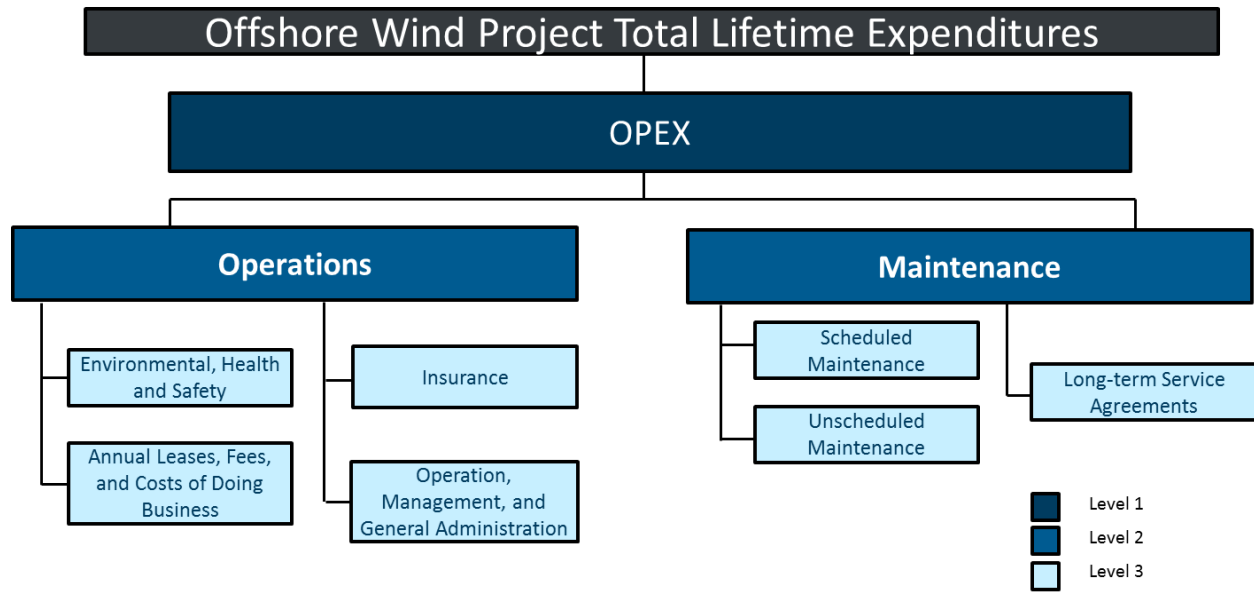 Offshore Wind Project Total Lifetime Expenditures
OPEX
Operations
Maintenance
Environmental, Health
and Safety
Annual Leases, Fees,
and Costs of Doing
Business
Insurance
Operation,
Management, and
General Administration
Scheduled
Maintenance
Unscheduled
Maintenance
Long-term Service
Agreements
Level 1
Level 2
Level 3